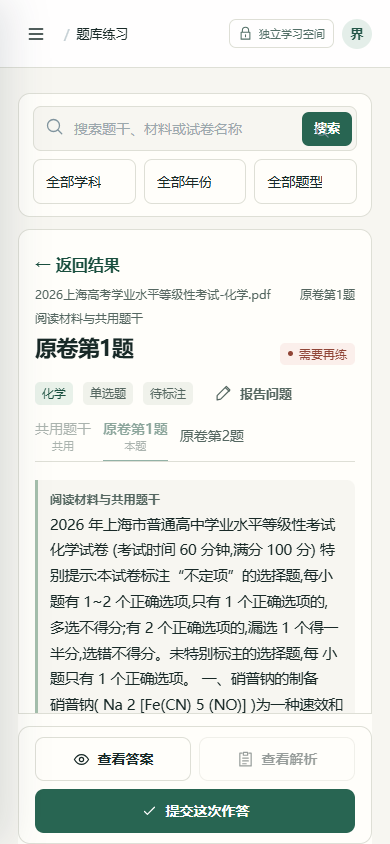 / 题库练习
独立学习空间
界
搜索题干、材料或试卷名称
搜索
全部学科
全部年份
全部题型
← 返回结果
2026上海高考学业水平等级性考试-化学.pdf
原卷第1题
阅读材料与共用题干
原卷第1题
需要再练
化学
单选题
待标注
报告问题
共用题干
共用
原卷第1题
本题
原卷第2题
阅读材料与共用题干
2026 年上海市普通高中学业水平等级性考试
化学试卷 (考试时间 60 分钟,满分 100 分) 特
别提示:本试卷标注“不定项”的选择题,每小
题有 1~2 个正确选项,只有 1 个正确选项的,
多选不得分;有 2 个正确选项的,漏选 1 个得一
半分,选错不得分。未特别标注的选择题,每 小
题只有 1 个正确选项。 一、硝普钠的制备
硝普钠( Na 2 [Fe(CN) 5 (NO)] )为一种速效和
查看答案
查看解析
提交这次作答